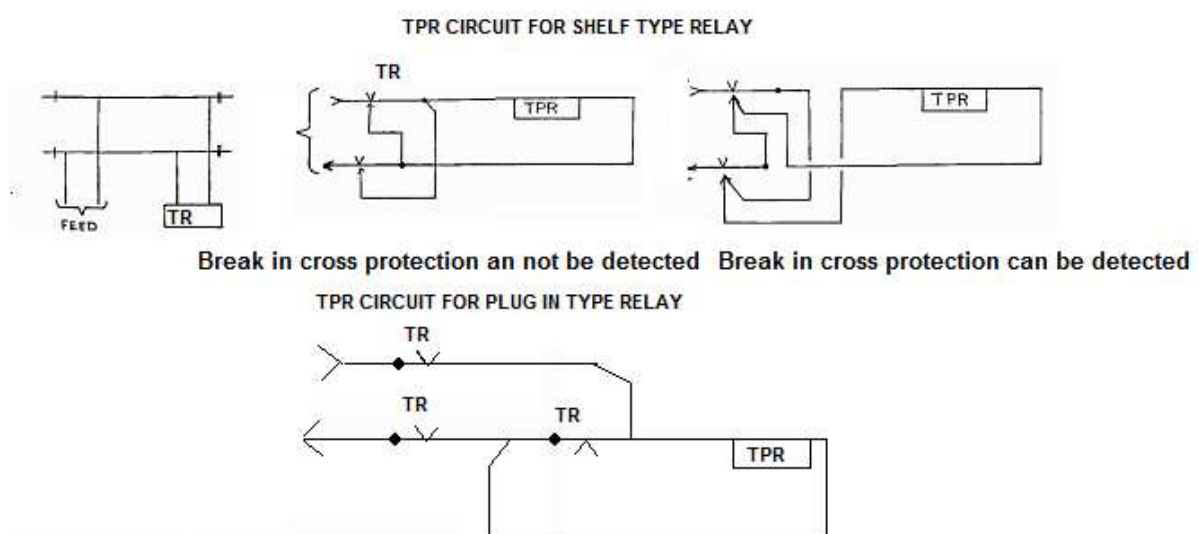 TPR CIRCUIT FOR SHELF TYPE RELAY
TR
TPR
TPR
FEED
TR
Break in cross protection an not be detected
Break in cross protection can be detected
TPR CIRCUIT FOR PLUG IN TYPE RELAY
TR
TR
TR
TPR